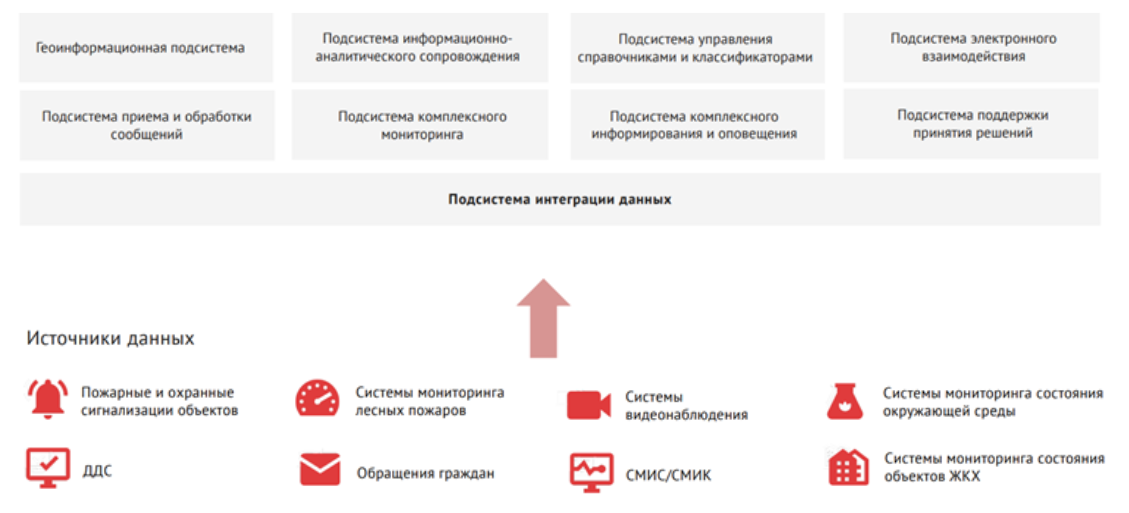 Геоинформационная подсистема
Подсистема информационно-
аналитического сопровождения
Подсистема управления
справочниками и классификаторами
Подсистема электронного
взаимодействия
Подсистема приема и обработки
сообщений
Подсистема комплексного
мониторинга
Подсистема комплексного
информирования и оповещения
Подсистема поддержки
принятия решений
Подсистема интеграции данных
Источники данных
Пожарные и охранные
сигнализации объектов
Системы мониторинга
лесных пожаров
Системы
видеонаблюдения
Системы мониторинга состояния
окружающей среды
ДДС
Обращения граждан
СМИС/СМИК
Системы мониторинга состояния
объектов ЖКХ